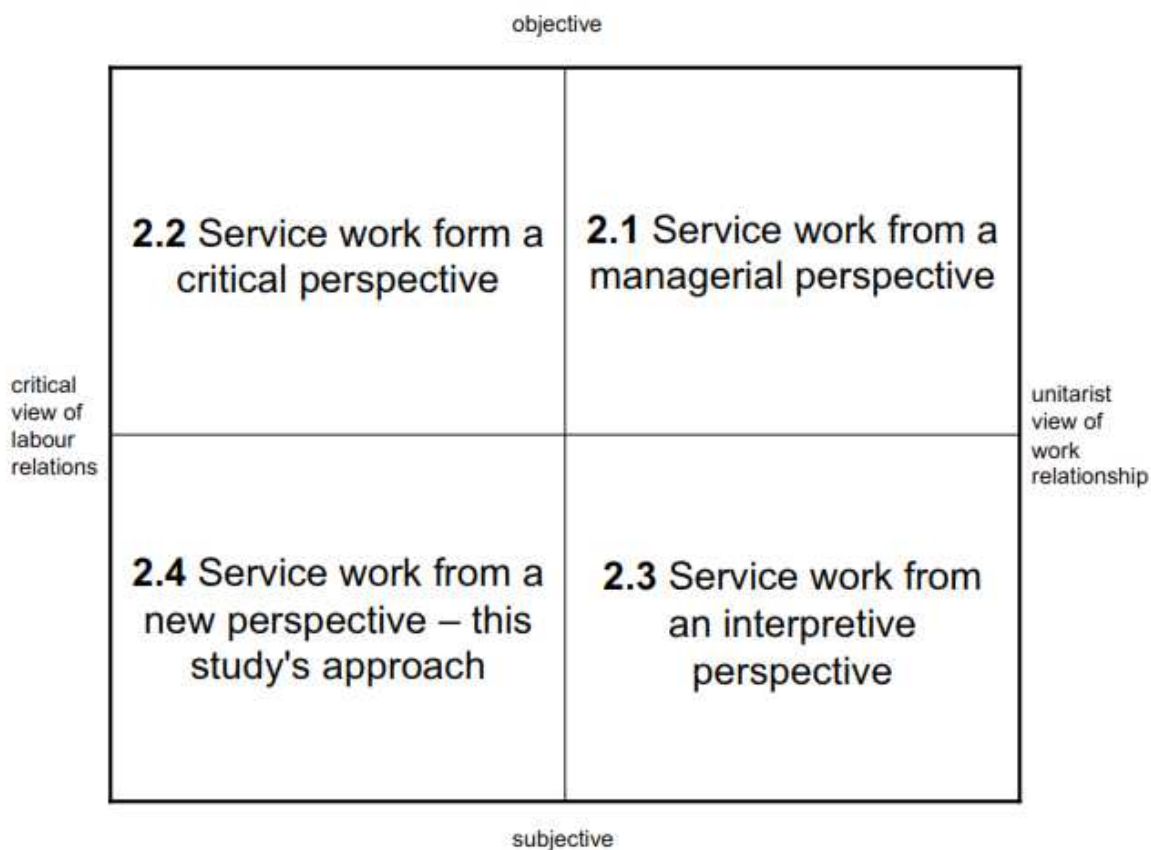 objective
2.2 Service work form a
critical perspective
2.1 Service work from a
managerial perspective
critical
view of
labour
relations
unitarist
view of
work
relationship
2.4 Service work from a
new perspective – this
study's approach
2.3 Service work from
an interpretive
perspective
subjective